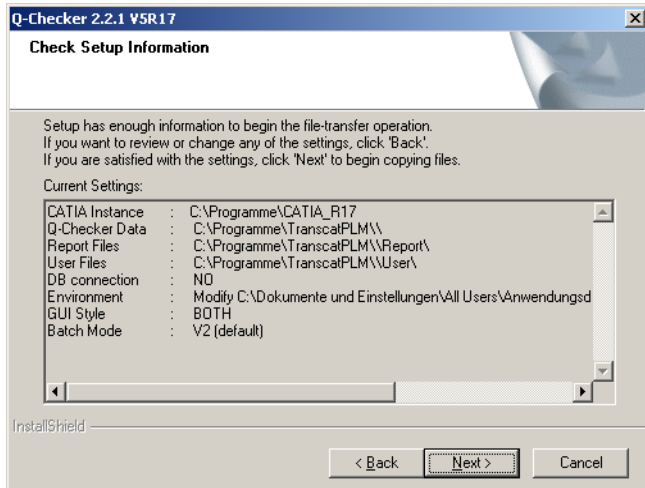 Q-Checker 2.2.1 V5R17
Check Setup Information
Setup has enough information to begin the file-transfer operation.
If you want to review or change any of the settings, click 'Back'.
If you are satisfied with the settings, click 'Next' to begin copying files.
Current Settings:
CATIA Instance : C:\Programme\CATIA_R17
Q-Checker Data : C:\Programme\TranscatPLM\\
Report Files : C:\Programme\TranscatPLM\\Report\
User Files : C:\Programme\TranscatPLM\\User\
DB connection : NO
Environment : Modify C:\Dokumente und Einstellungen\All Users\Anwendungsd
GUI Style : BOTH
Batch Mode : V2 (default)
InstallShield
< Back Next > Cancel